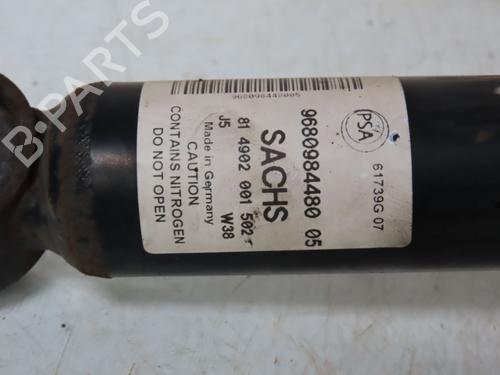 968098448005
9680984480 05
SACHS
81 4902 001 502
J5
W38
Made in Germany
CAUTION
CONTAINS NITROGEN
DO NOT OPEN
PSA
61739G 07
B-PARTS